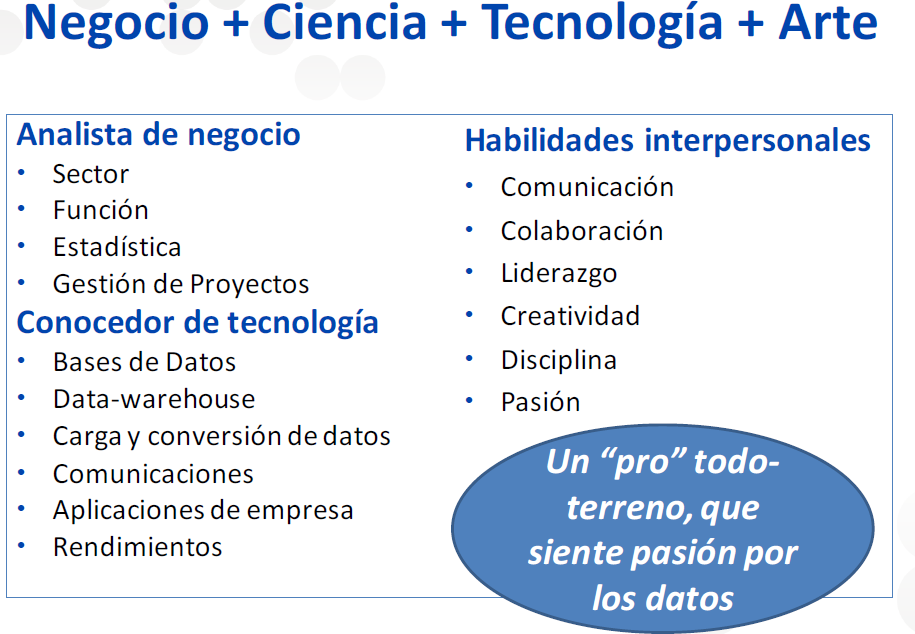 Negocio + Ciencia + Tecnología + Arte
Analista de negocio
• Sector
• Función
• Estadística
• Gestión de Proyectos
Conocedor de tecnología
• Bases de Datos
• Data-warehouse
• Carga y conversión de datos
• Comunicaciones
• Aplicaciones de empresa
• Rendimientos
Habilidades interpersonales
• Comunicación
• Colaboración
• Liderazgo
• Creatividad
• Disciplina
• Pasión
Un “pro” todo-
terreno, que
siente pasión por
los datos